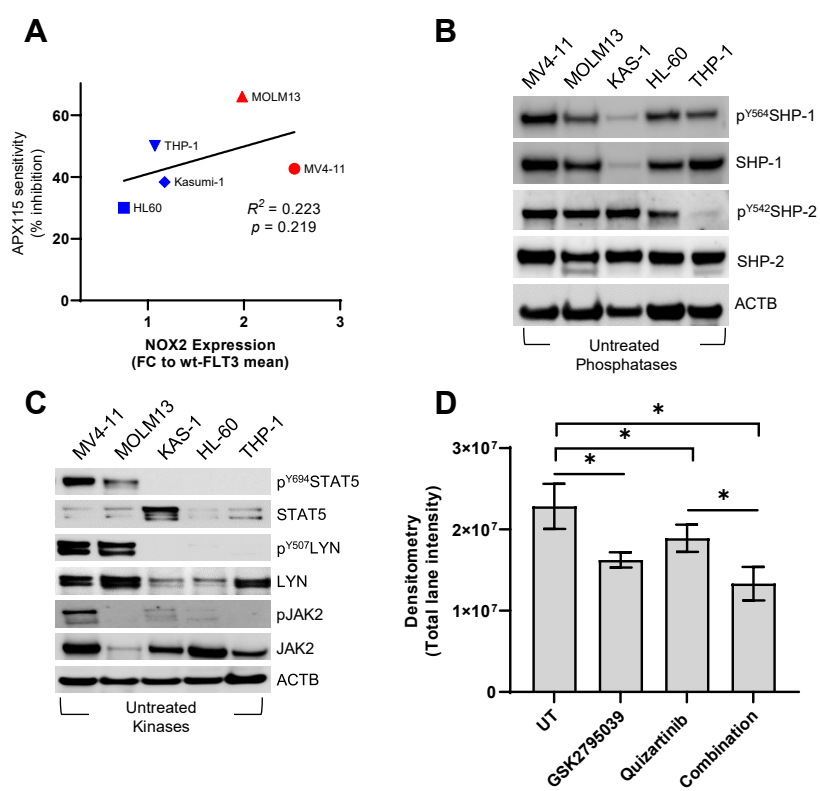 A
APX115 sensitivity
(% inhibition)
60
40
20
0
MOLM13
THP-1
Kasumi-1
MV4-11
HL60
R² = 0.223
p = 0.219
1
2
3
NOX2 Expression
(FC to wt-FLT3 mean)
B
MV4-11
MOLM13
KAS-1
HL-60
THP-1
pY564SHP-1
SHP-1
pY542SHP-2
SHP-2
ACTB
Untreated
Phosphatases
C
MV4-11
MOLM13
KAS-1
HL-60
THP-1
pY694STAT5
STAT5
pY507LYN
LYN
pJAK2
JAK2
ACTB
Untreated
Kinases
D
Densitometry
(Total lane intensity)
3×10⁷
2×10⁷
1×10⁷
0
*
*
*
*
UT
GSK2795039
Quizartinib
Combination